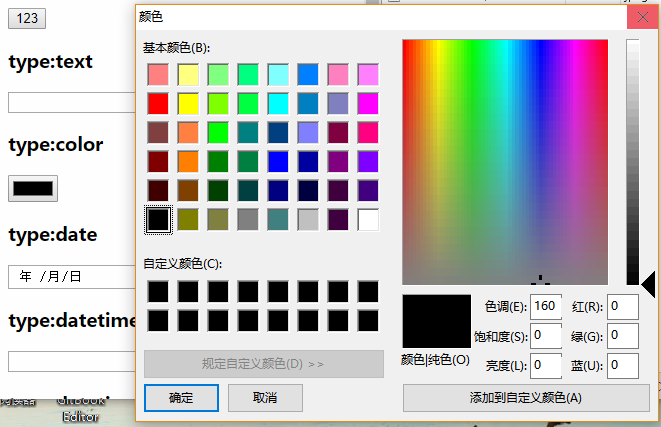 123
type:text
type:color
type:date
年 /月/日
type:datetime
GitBook
Editor
颜色
基本颜色(B):
自定义颜色(C):
规定自定义颜色(D) >>
确定
取消
色调(E): 160
红(R): 0
饱和度(S): 0
绿(G): 0
颜色|纯色(O)
亮度(L): 0
蓝(U): 0
添加到自定义颜色(A)